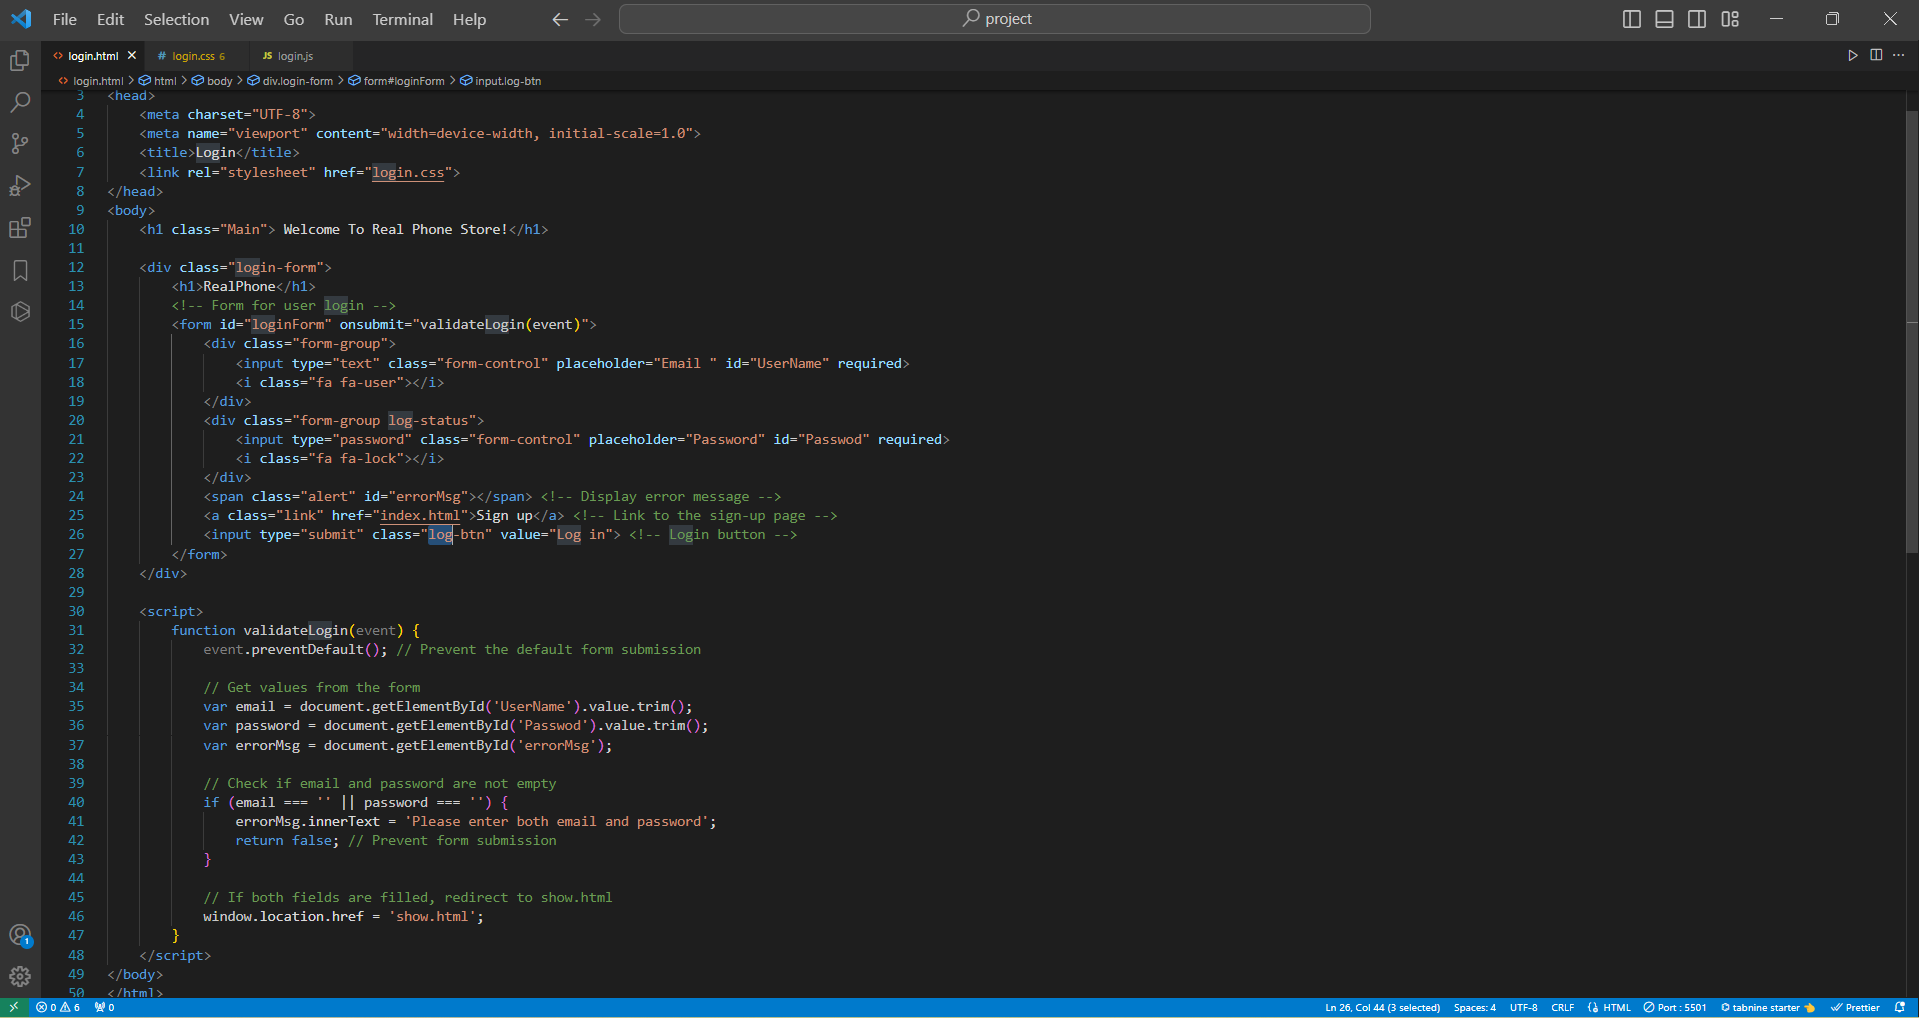 File Edit Selection View Go Run Terminal Help
project
login.html
# login.css 6
JS login.js
login.html > html > body > div.login-form > form#loginForm > input.log-btn
3 <head>
4 <meta charset="UTF-8">
5 <meta name="viewport" content="width=device-width, initial-scale=1.0">
6 <title>Login</title>
7 <link rel="stylesheet" href="login.css">
8 </head>
9 <body>
10 <h1 class="Main"> Welcome To Real Phone Store!</h1>
11
12 <div class="login-form">
13 <h1>RealPhone</h1>
14 <!-- Form for user login -->
15 <form id="loginForm" onsubmit="validateLogin(event)">
16 <div class="form-group">
17 <input type="text" class="form-control" placeholder="Email " id="UserName" required>
18 <i class="fa fa-user"></i>
19 </div>
20 <div class="form-group log-status">
21 <input type="password" class="form-control" placeholder="Password" id="Passwod" required>
22 <i class="fa fa-lock"></i>
23 </div>
24 <span class="alert" id="errorMsg"></span> <!-- Display error message -->
25 <a class="link" href="index.html">Sign up</a> <!-- Link to the sign-up page -->
26 <input type="submit" class="log-btn" value="Log in"> <!-- Login button -->
27 </form>
28 </div>
29
30 <script>
31 function validateLogin(event) {
32 event.preventDefault(); // Prevent the default form submission
33
34 // Get values from the form
35 var email = document.getElementById('UserName').value.trim();
36 var password = document.getElementById('Passwod').value.trim();
37 var errorMsg = document.getElementById('errorMsg');
38
39 // Check if email and password are not empty
40 if (email === '' || password === '') {
41 errorMsg.innerText = 'Please enter both email and password';
42 return false; // Prevent form submission
43 }
44
45 // If both fields are filled, redirect to show.html
46 window.location.href = 'show.html';
47 }
48 </script>
49 </body>
50 </html>
1
0 6 0
Ln 26, Col 44 (3 selected) Spaces: 4 UTF-8 CRLF HTML Port : 5501 tabnine starter Prettier